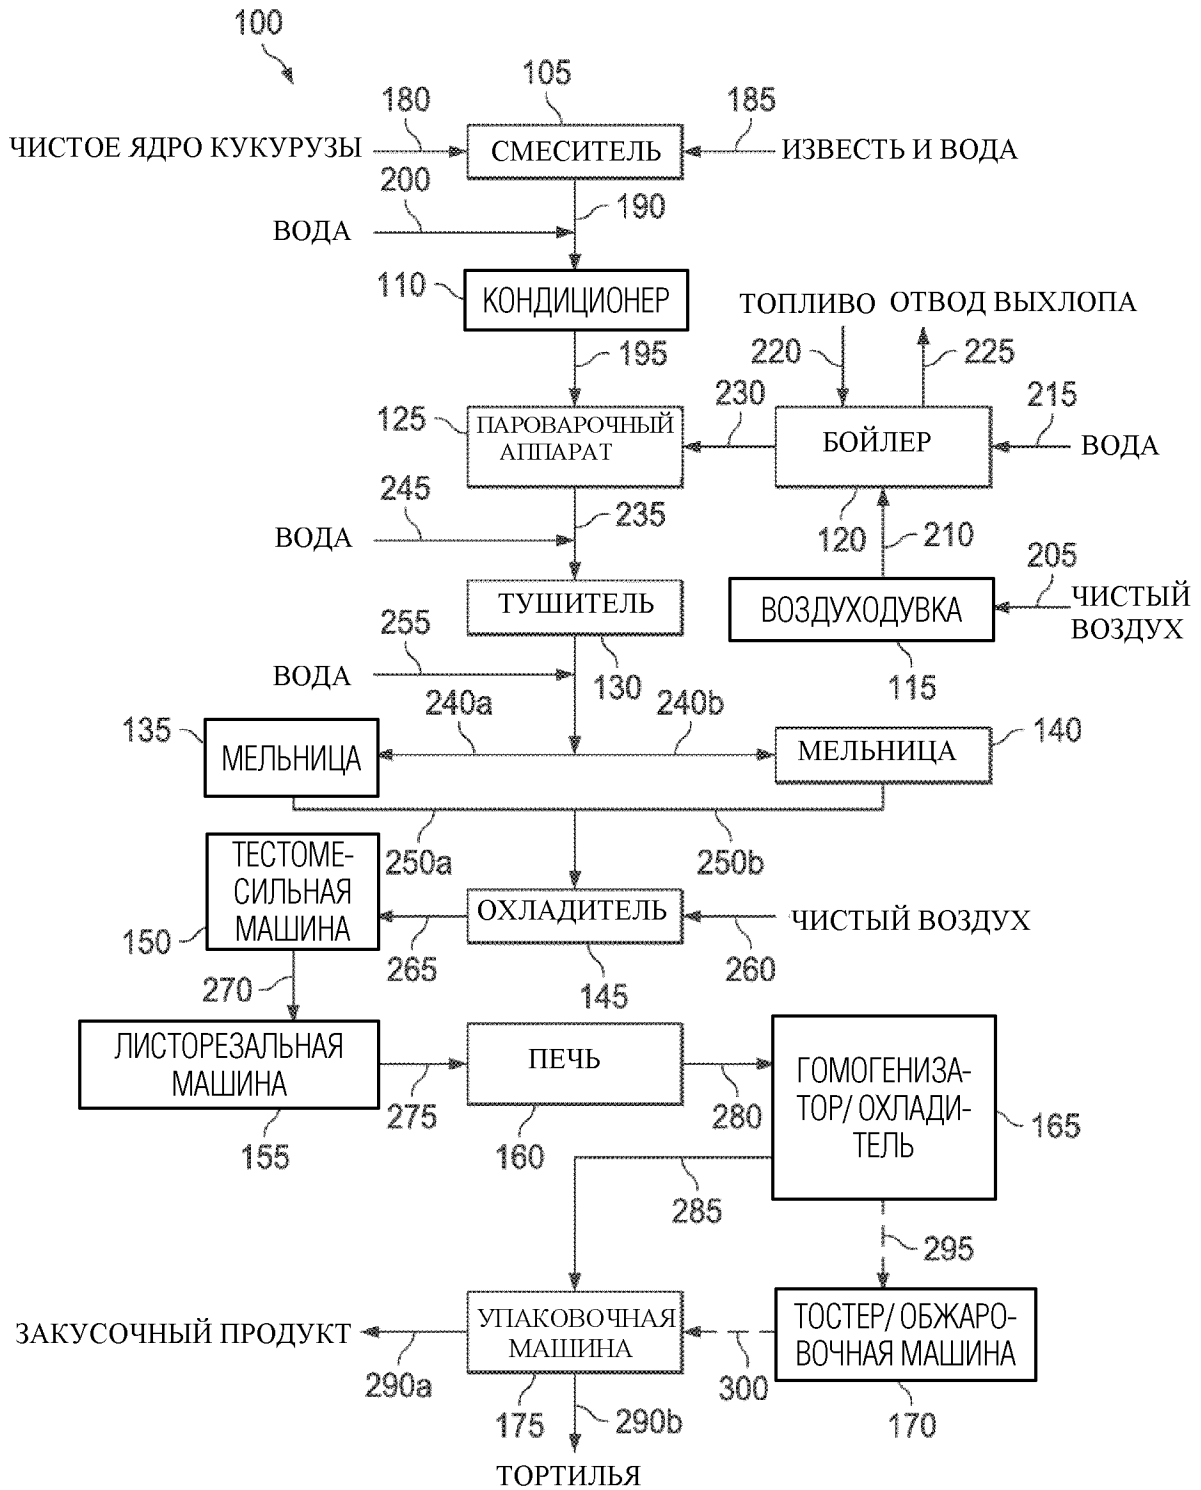 100
105
180
185
ЧИСТОЕ ЯДРО КУКУРУЗЫ
СМЕСИТЕЛЬ
ИЗВЕСТЬ И ВОДА
200
190
ВОДА
110
КОНДИЦИОНЕР
ТОПЛИВО
ОТВОД ВЫХЛОПА
195
220
225
125
230
215
ПАРОВАРОЧНЫЙ
АППАРАТ
БОЙЛЕР
ВОДА
245
235
120
210
ВОДА
205
ТУШИТЕЛЬ
ВОЗДУХОДУВКА
ЧИСТЫЙ
ВОЗДУХ
255
130
115
ВОДА
240a
240b
135
140
МЕЛЬНИЦА
МЕЛЬНИЦА
250a
250b
ТЕСТОМЕ-
СИЛЬНАЯ
МАШИНА
ОХЛАДИТЕЛЬ
ЧИСТЫЙ ВОЗДУХ
150
265
260
270
145
ЛИСТОРЕЗАЛЬНАЯ
МАШИНА
ПЕЧЬ
ГОМОГЕНИЗА-
ТОР/ ОХЛАДИ-
ТЕЛЬ
275
280
165
155
160
285
295
УПАКОВОЧНАЯ
МАШИНА
ТОСТЕР/ ОБЖАРО-
ВОЧНАЯ МАШИНА
ЗАКУСОЧНЫЙ ПРОДУКТ
290a
300
175
290b
170
ТОРТИЛЬЯ